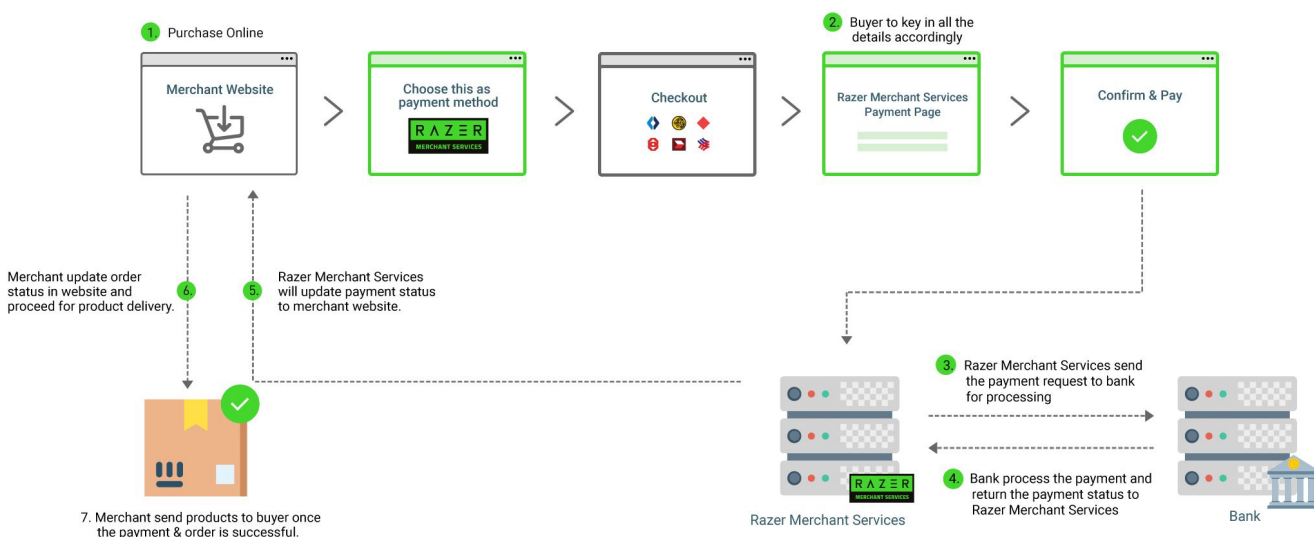 1. Purchase Online
2. Buyer to key in all the
details accordingly
Merchant Website
Choose this as
payment method
RAZER
MERCHANT SERVICES
Checkout
Razer Merchant Services
Payment Page
Confirm & Pay
Merchant update order
status in website and
proceed for product delivery.
6.
5.
Razer Merchant Services
will update payment status
to merchant website.
3. Razer Merchant Services send
the payment request to bank
for processing
4. Bank process the payment and
return the payment status to
Razer Merchant Services
RAZER
MERCHANT SERVICES
Razer Merchant Services
Bank
7. Merchant send products to buyer once
the payment & order is successful.